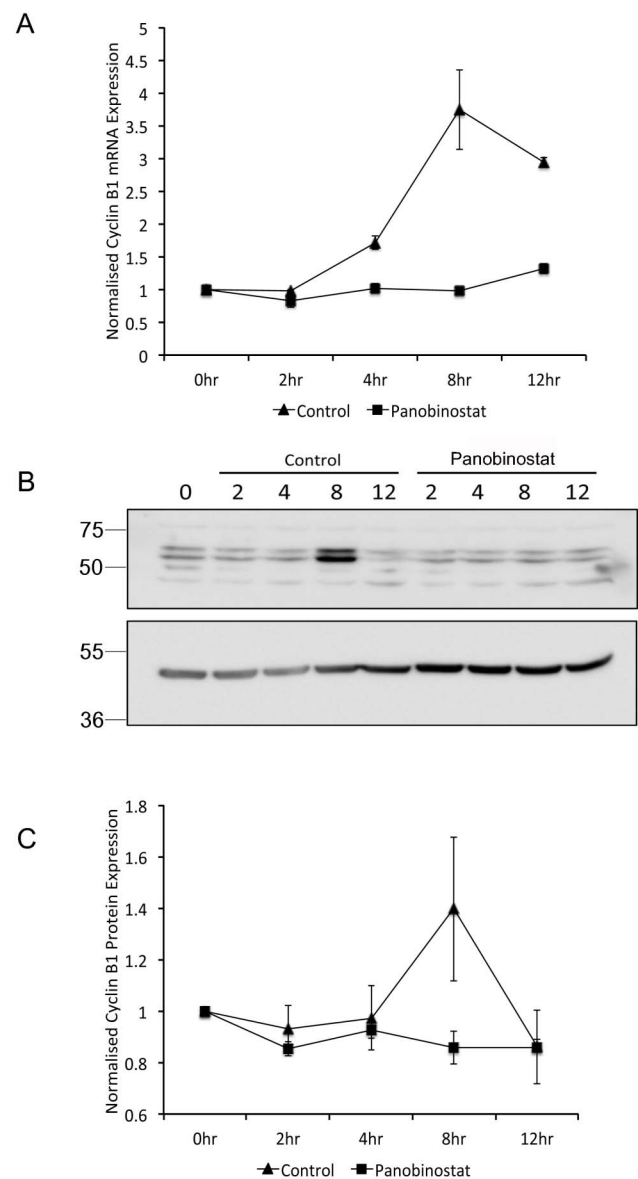 A
Normalised Cyclin B1 mRNA Expression
5
4.5
4
3.5
3
2.5
2
1.5
1
0.5
0
0hr 2hr 4hr 8hr 12hr
Control Panobinostat
B
Control Panobinostat
0 2 4 8 12 2 4 8 12
75
50
55
36
C
Normalised Cyclin B1 Protein Expression
1.8
1.6
1.4
1.2
1
0.8
0.6
0hr 2hr 4hr 8hr 12hr
Control Panobinostat